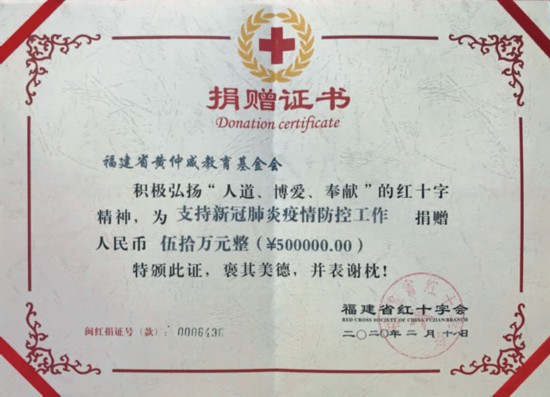 捐赠证书
Donation certificate
福建省黄仲咸教育基金会
积极弘扬“人道、博爱、奉献”的红十字
精神，为 支持新冠肺炎疫情防控工作 捐赠
人民币 伍拾万元整（¥500000.00）
特颁此证，褒其美德，并表谢忱！
福建省红十字会
RED CROSS SOCIETY OF CHINA FUJIAN BRANCH
二〇二〇年 二月 十七日
闽红捐证号（款）：0006430